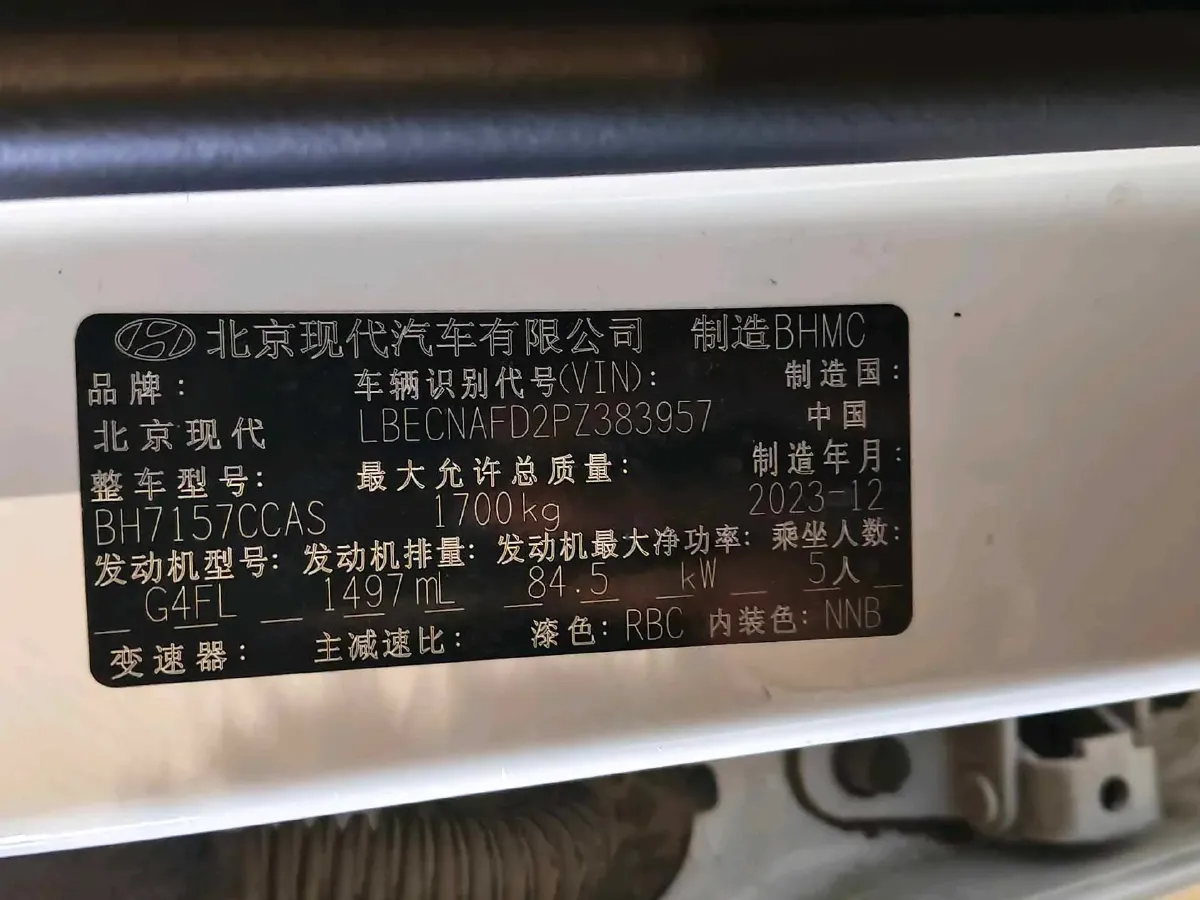 北京现代汽车有限公司 制造BHMC
品牌： 车辆识别代号(VIN)： 制造国：
北京现代 LBECNAFD2PZ383957 中国
整车型号： 最大允许总质量： 制造年月：
BH7157CCAS 1700kg 2023-12
发动机型号： 发动机排量： 发动机最大净功率： 乘坐人数：
G4FL 1497mL 84.5 kW 5人
变速器： 主减速比： 漆色：RBC 内装色：NNB